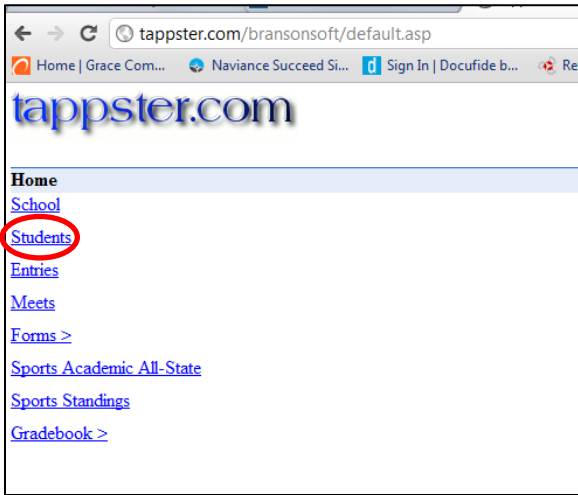 tappster.com/bransonsoft/default.asp
Home | Grace Com... Naviance Succeed Si... Sign In | Docufide b... Re
tappster.com
Home
School
Students
Entries
Meets
Forms >
Sports Academic All-State
Sports Standings
Gradebook >